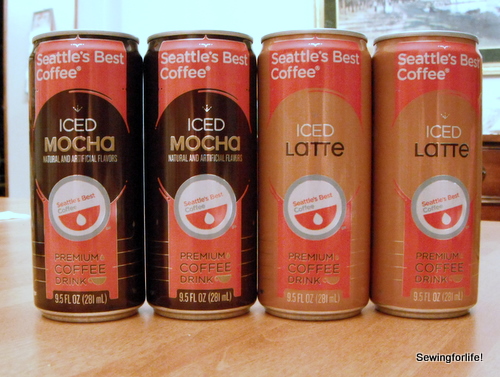 Seattle's Best
Coffee®
ICED
MOCHa
NATURAL AND ARTIFICIAL FLAVORS
Seattle's Best
Coffee
PREMIUM
COFFEE
DRINK
9.5 FL OZ (281 mL)
Seattle's Best
Coffee®
ICED
MOCHa
NATURAL AND ARTIFICIAL FLAVORS
Seattle's Best
Coffee
PREMIUM
COFFEE
DRINK
9.5 FL OZ (281 mL)
Seattle's Best
Coffee®
ICED
LaTTe
Seattle's Best
Coffee
PREMIUM
COFFEE
DRINK
9.5 FL OZ (281 mL)
Seattle's Best
Coffee®
ICED
LaTTe
Seattle's Best
Coffee
PREMIUM
COFFEE
DRINK
9.5 FL OZ (281 mL)
Sewingforlife!